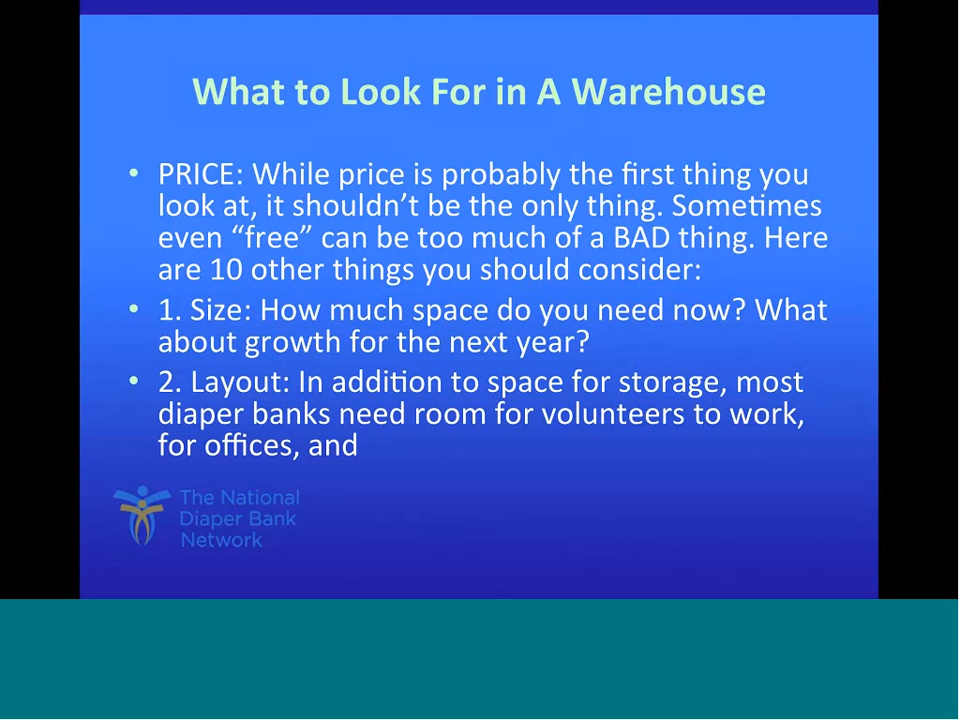 What to Look For in A Warehouse
• PRICE: While price is probably the first thing you
look at, it shouldn’t be the only thing. Sometimes
even “free” can be too much of a BAD thing. Here
are 10 other things you should consider:
• 1. Size: How much space do you need now? What
about growth for the next year?
• 2. Layout: In addition to space for storage, most
diaper banks need room for volunteers to work,
for offices, and
The National
Diaper Bank
Network